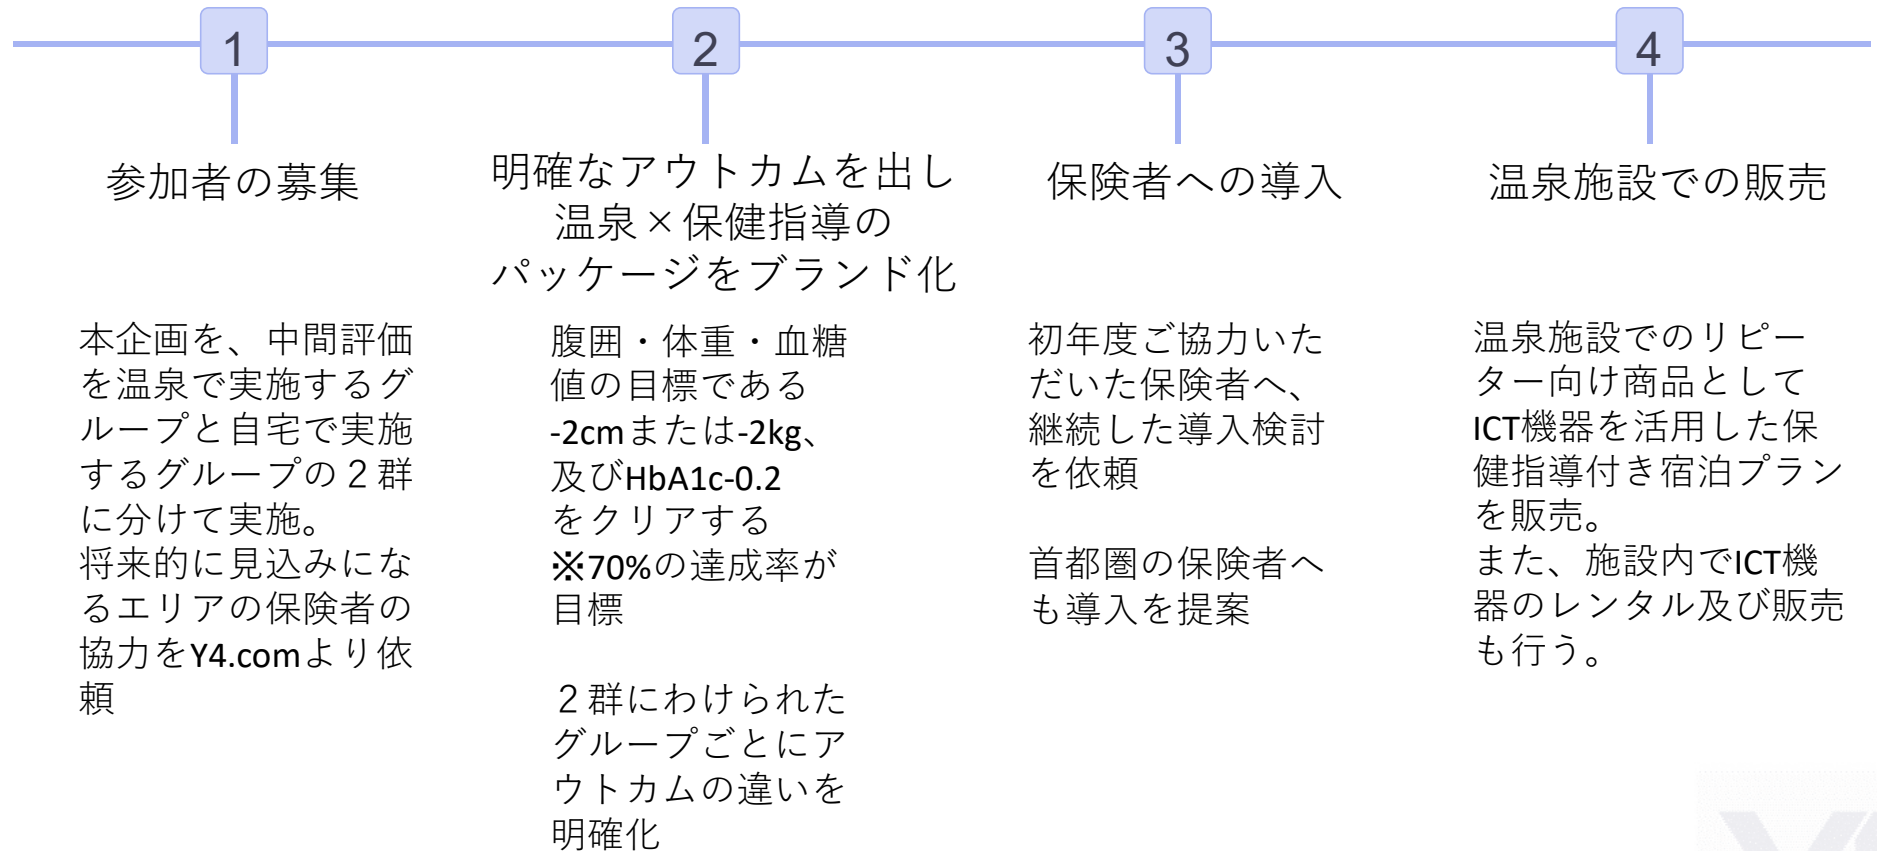 1
参加者の募集
本企画を、中間評価
を温泉で実施するグ
ループと自宅で実施
するグループの２群
に分けて実施。
将来的に見込みにな
るエリアの保険者の
協力をY4.comより依
頼
2
明確なアウトカムを出し
温泉×保健指導の
パッケージをブランド化
腹囲・体重・血糖
値の目標である
-2cmまたは-2kg、
及びHbA1c-0.2
をクリアする
※70%の達成率が
目標
２群にわけられた
グループごとにア
ウトカムの違いを
明確化
3
保険者への導入
初年度ご協力いた
だいた保険者へ、
継続した導入検討
を依頼
首都圏の保険者へ
も導入を提案
4
温泉施設での販売
温泉施設でのリピー
ター向け商品として
ICT機器を活用した保
健指導付き宿泊プラン
を販売。
また、施設内でICT機
器のレンタル及び販売
も行う。